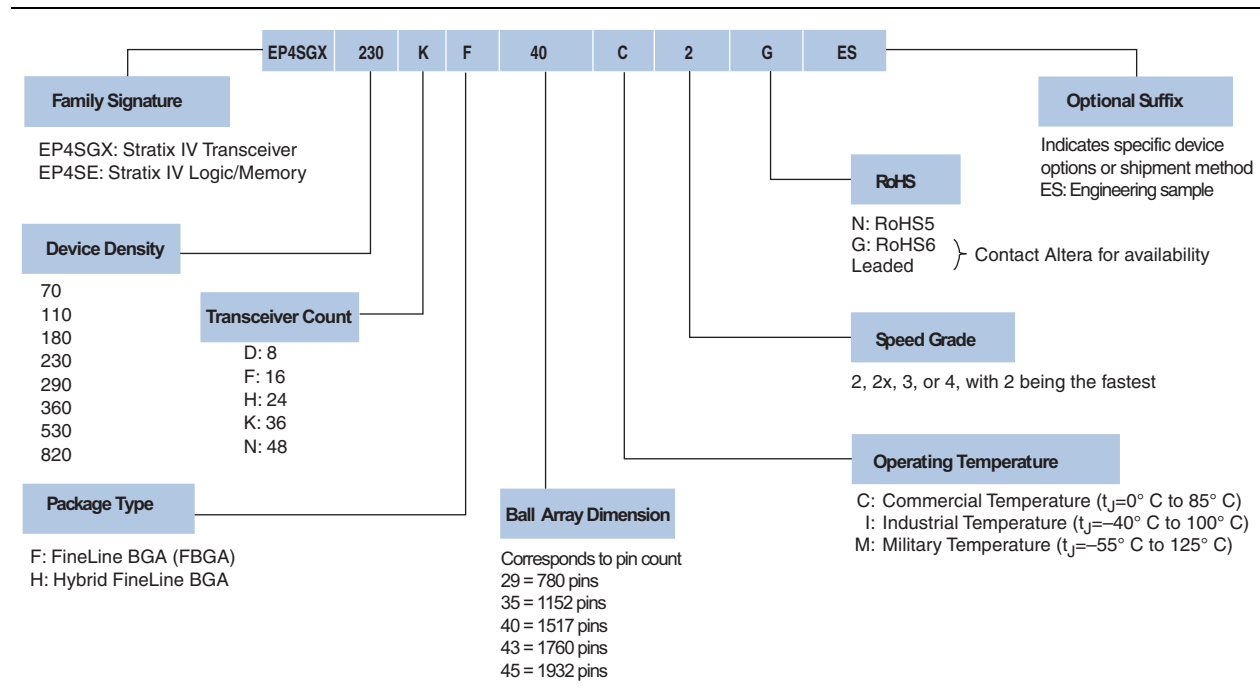 EP4SGX 230 K F 40 C 2 G ES
Family Signature
EP4SGX: Stratix IV Transceiver
EP4SE: Stratix IV Logic/Memory
Optional Suffix
Indicates specific device
options or shipment method
ES: Engineering sample
RoHS
N: RoHS5
G: RoHS6
Leaded
Contact Altera for availability
Device Density
70
110
180
230
290
360
530
820
Transceiver Count
D: 8
F: 16
H: 24
K: 36
N: 48
Speed Grade
2, 2x, 3, or 4, with 2 being the fastest
Operating Temperature
C: Commercial Temperature (tJ=0° C to 85° C)
I: Industrial Temperature (tJ=–40° C to 100° C)
M: Military Temperature (tJ=–55° C to 125° C)
Package Type
F: FineLine BGA (FBGA)
H: Hybrid FineLine BGA
Ball Array Dimension
Corresponds to pin count
29 = 780 pins
35 = 1152 pins
40 = 1517 pins
43 = 1760 pins
45 = 1932 pins